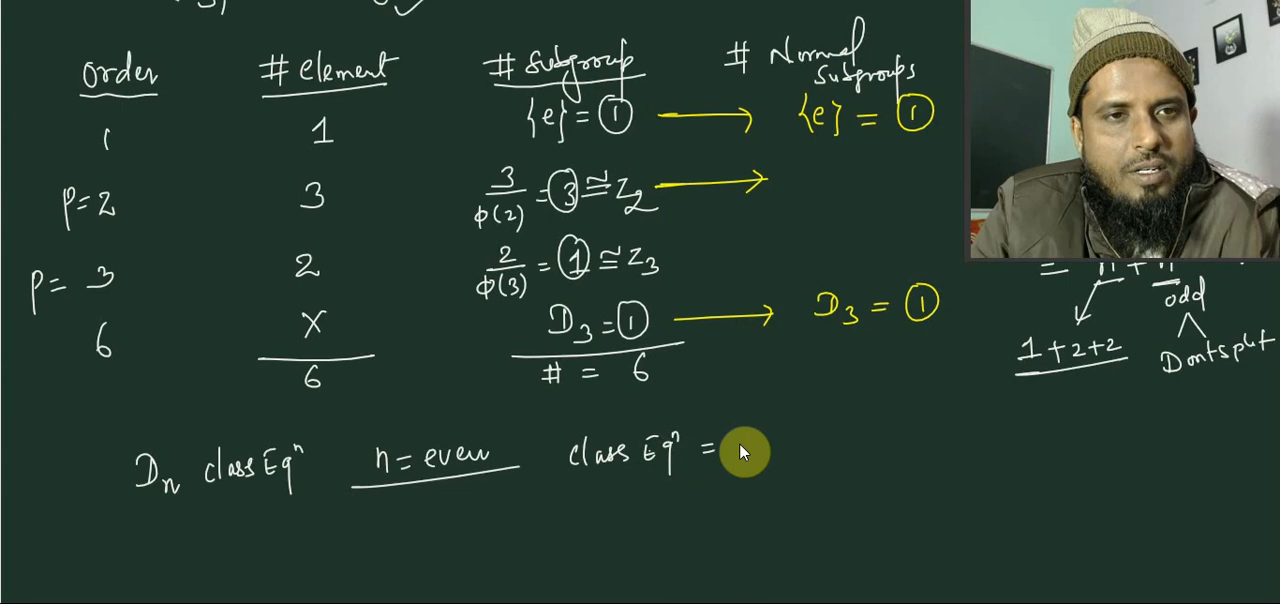 Order # element # Subgroup # Normal Subgroups
1 1 {e} = ① {e} = ①
p=2 3 3/φ(2) = ③ ≅ Z₂
p= 3 2 2/φ(3) = ① ≅ Z₃
6 X D₃ = ① D₃ = ①
6 # = 6
= n + n
odd
1+2+2 Dont split
Dₙ class Eqⁿ n = even class Eqⁿ =